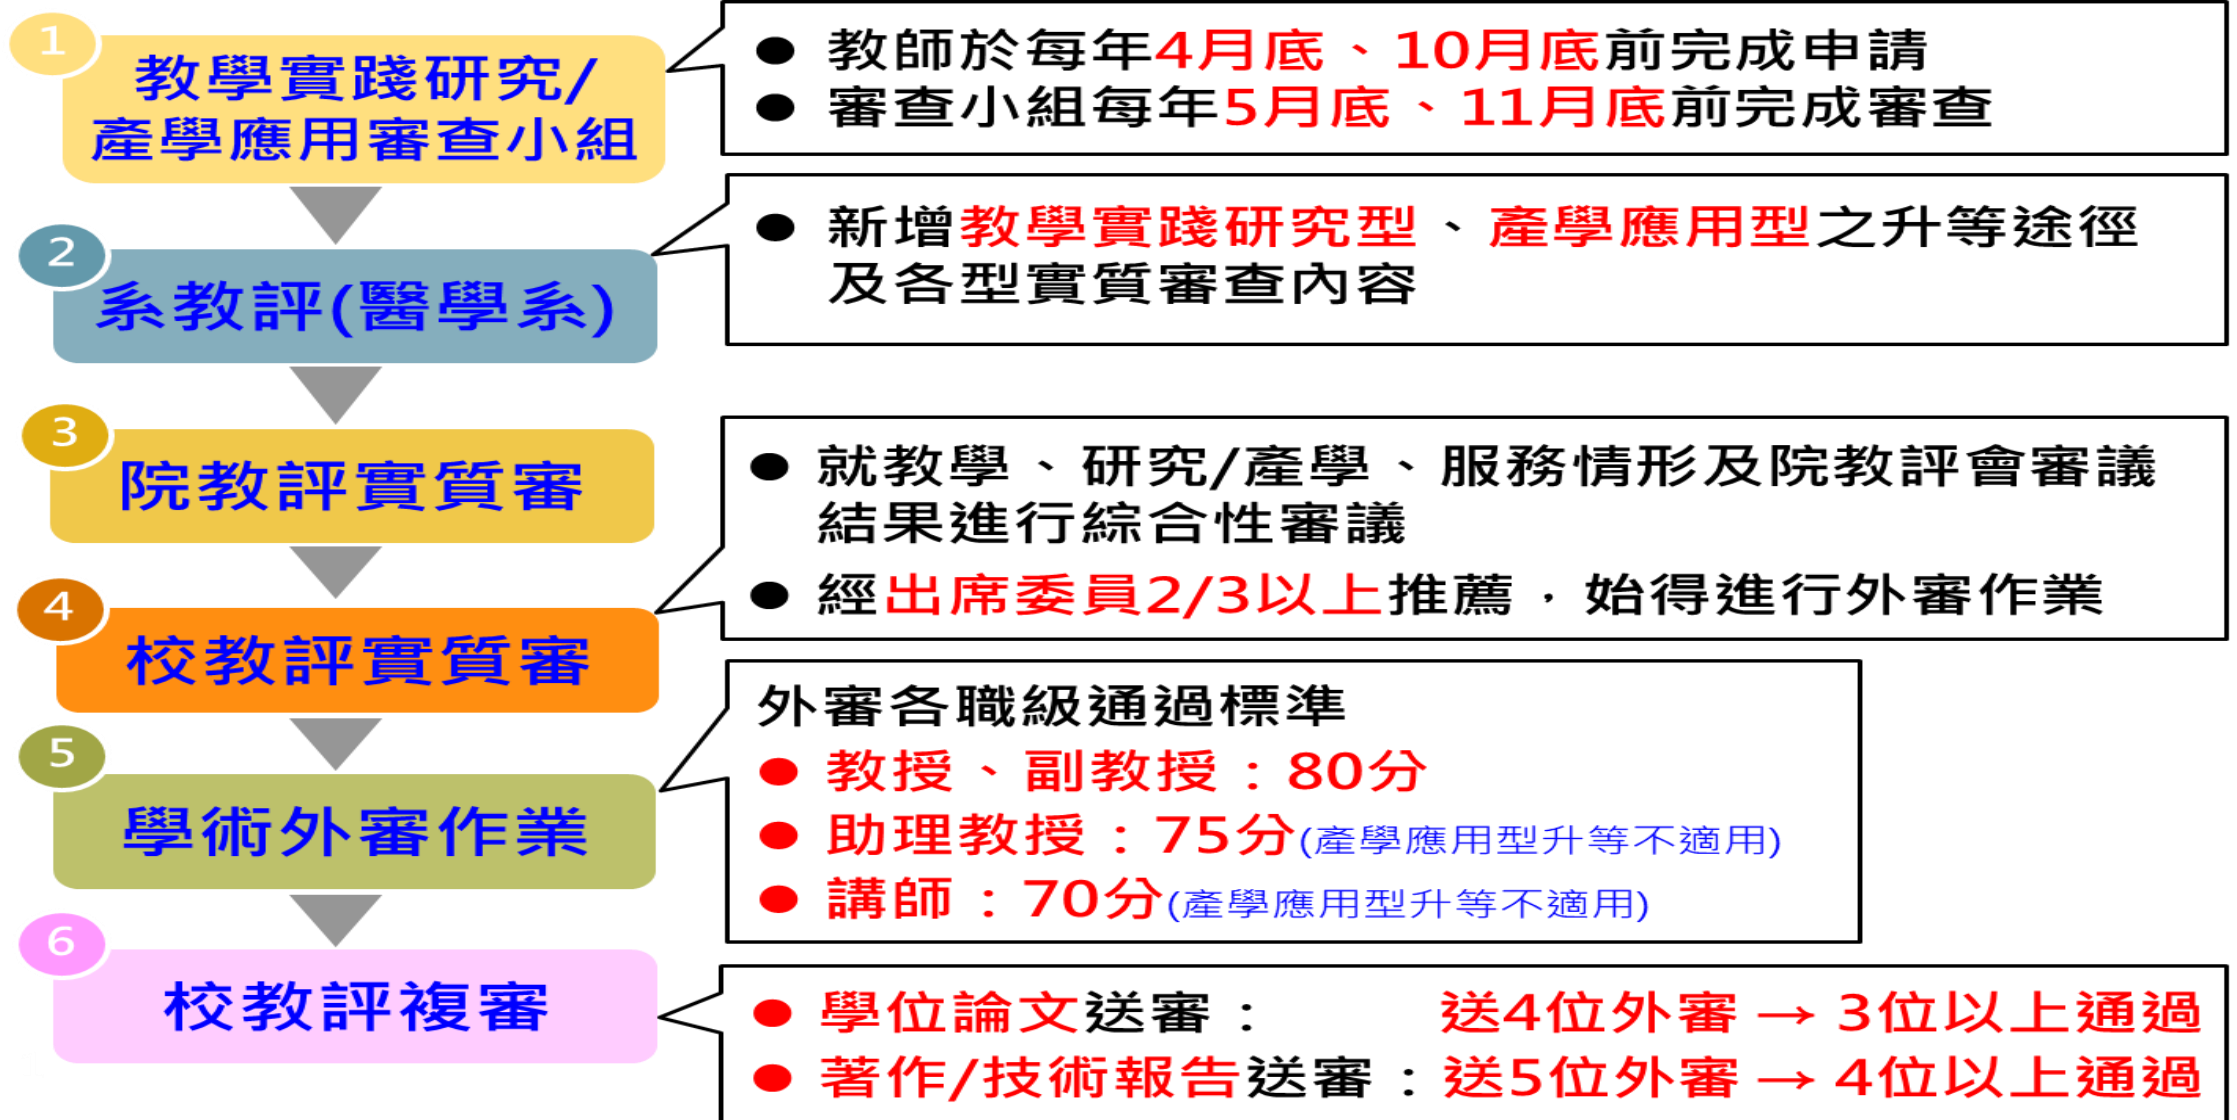 1
教學實踐研究/
產學應用審查小組
● 教師於每年4月底、10月底前完成申請
● 審查小組每年5月底、11月底前完成審查
2
系教評(醫學系)
● 新增教學實踐研究型、產學應用型之升等途徑
及各型實質審查內容
3
院教評實質審
4
校教評實質審
● 就教學、研究/產學、服務情形及院教評會審議
結果進行綜合性審議
● 經出席委員2/3以上推薦，始得進行外審作業
5
學術外審作業
外審各職級通過標準
● 教授、副教授：80分
● 助理教授：75分(產學應用型升等不適用)
● 講師：70分(產學應用型升等不適用)
6
校教評複審
● 學位論文送審： 送4位外審→3位以上通過
● 著作/技術報告送審：送5位外審→4位以上通過